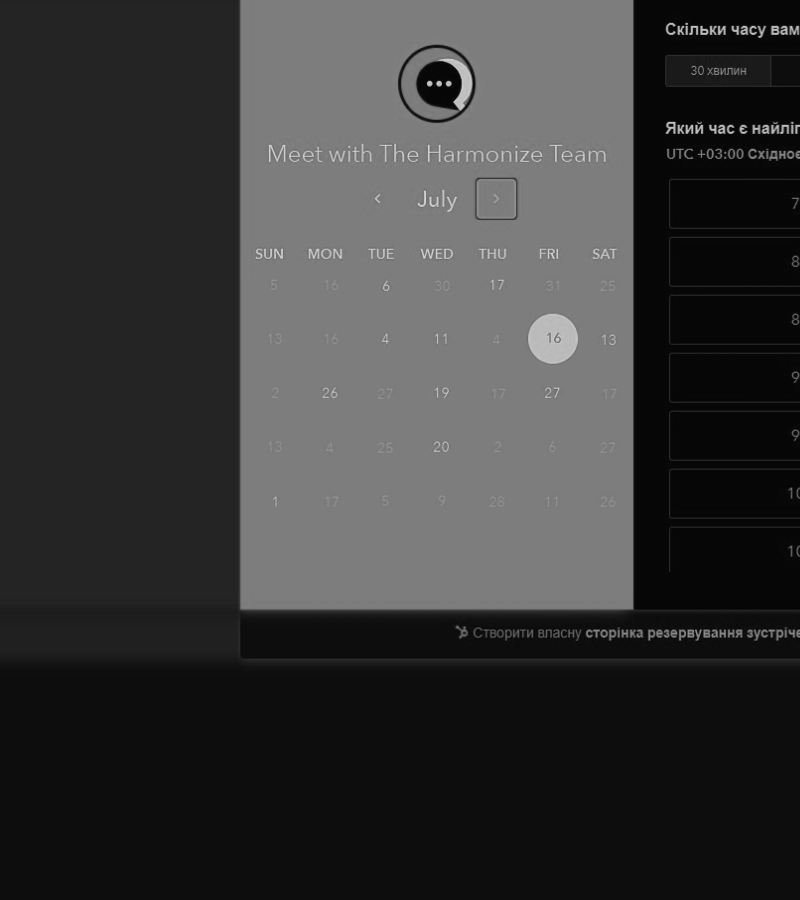 Meet with The Harmonize Team
July
SUN MON TUE WED THU FRI SAT
5 16 6 30 17 31 25
13 16 4 11 4 16 13
2 26 27 19 17 27 17
13 4 25 20 2 6 27
1 17 5 9 28 11 26
Скільки часу вам
30 хвилин
Який час є найліп
UTC +03:00 Східноє
7
8
8
9
9
10
10
Створити власну сторінка резервування зустріче